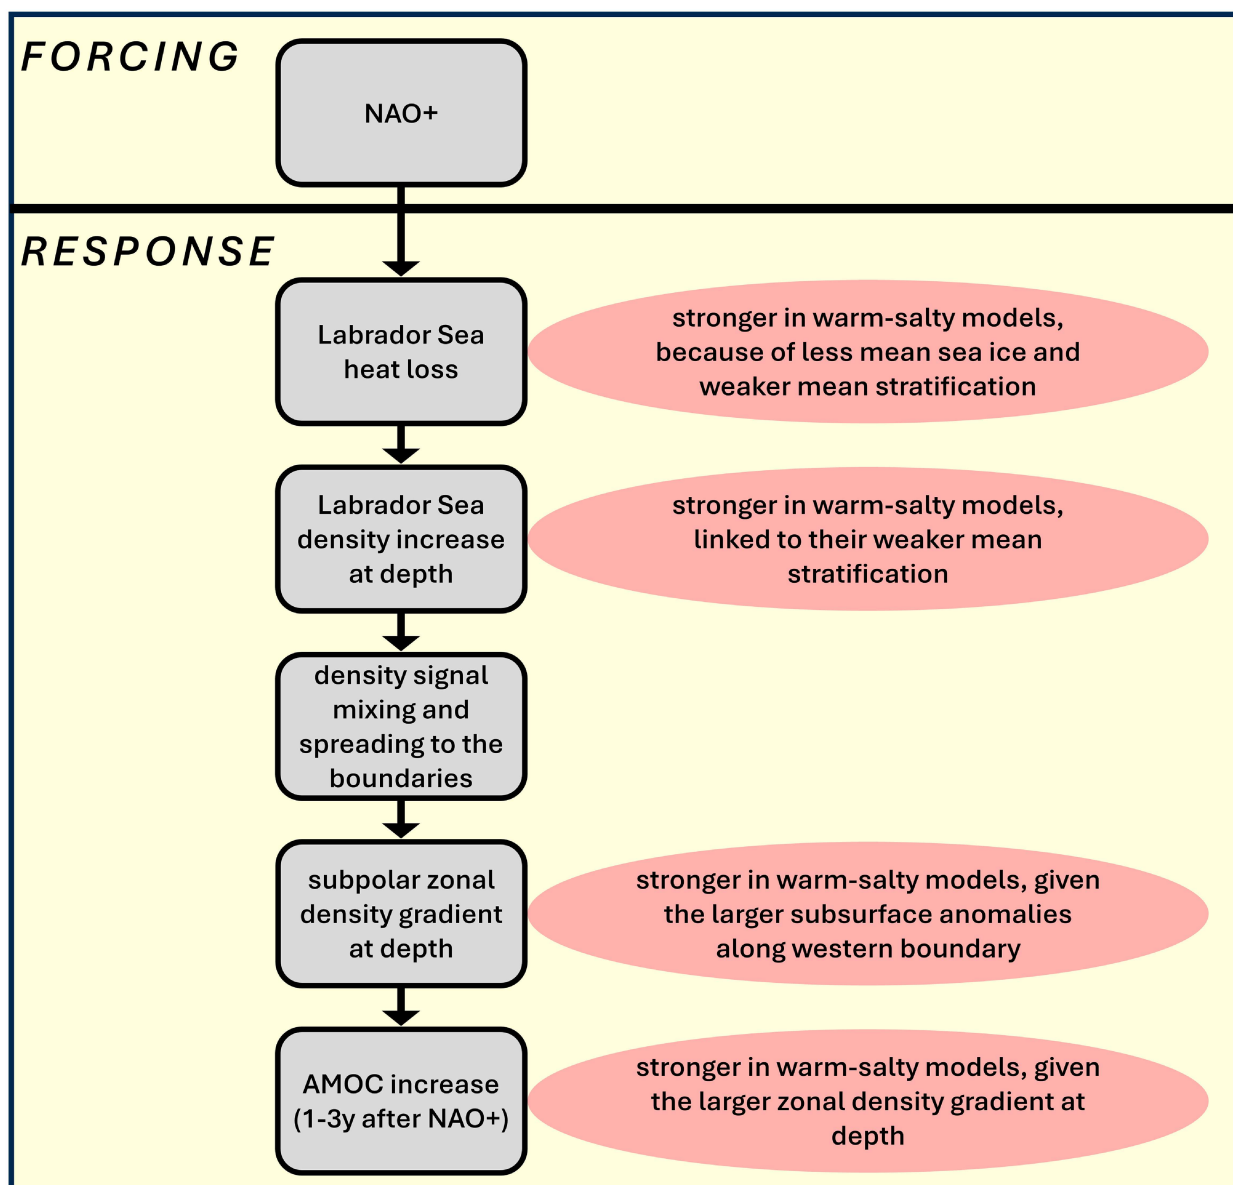 FORCING
NAO+
RESPONSE
Labrador Sea
heat loss
stronger in warm-salty models,
because of less mean sea ice and
weaker mean stratification
Labrador Sea
density increase
at depth
stronger in warm-salty models,
linked to their weaker mean
stratification
density signal
mixing and
spreading to the
boundaries
subpolar zonal
density gradient
at depth
stronger in warm-salty models, given
the larger subsurface anomalies
along western boundary
AMOC increase
(1-3y after NAO+)
stronger in warm-salty models, given
the larger zonal density gradient at
depth